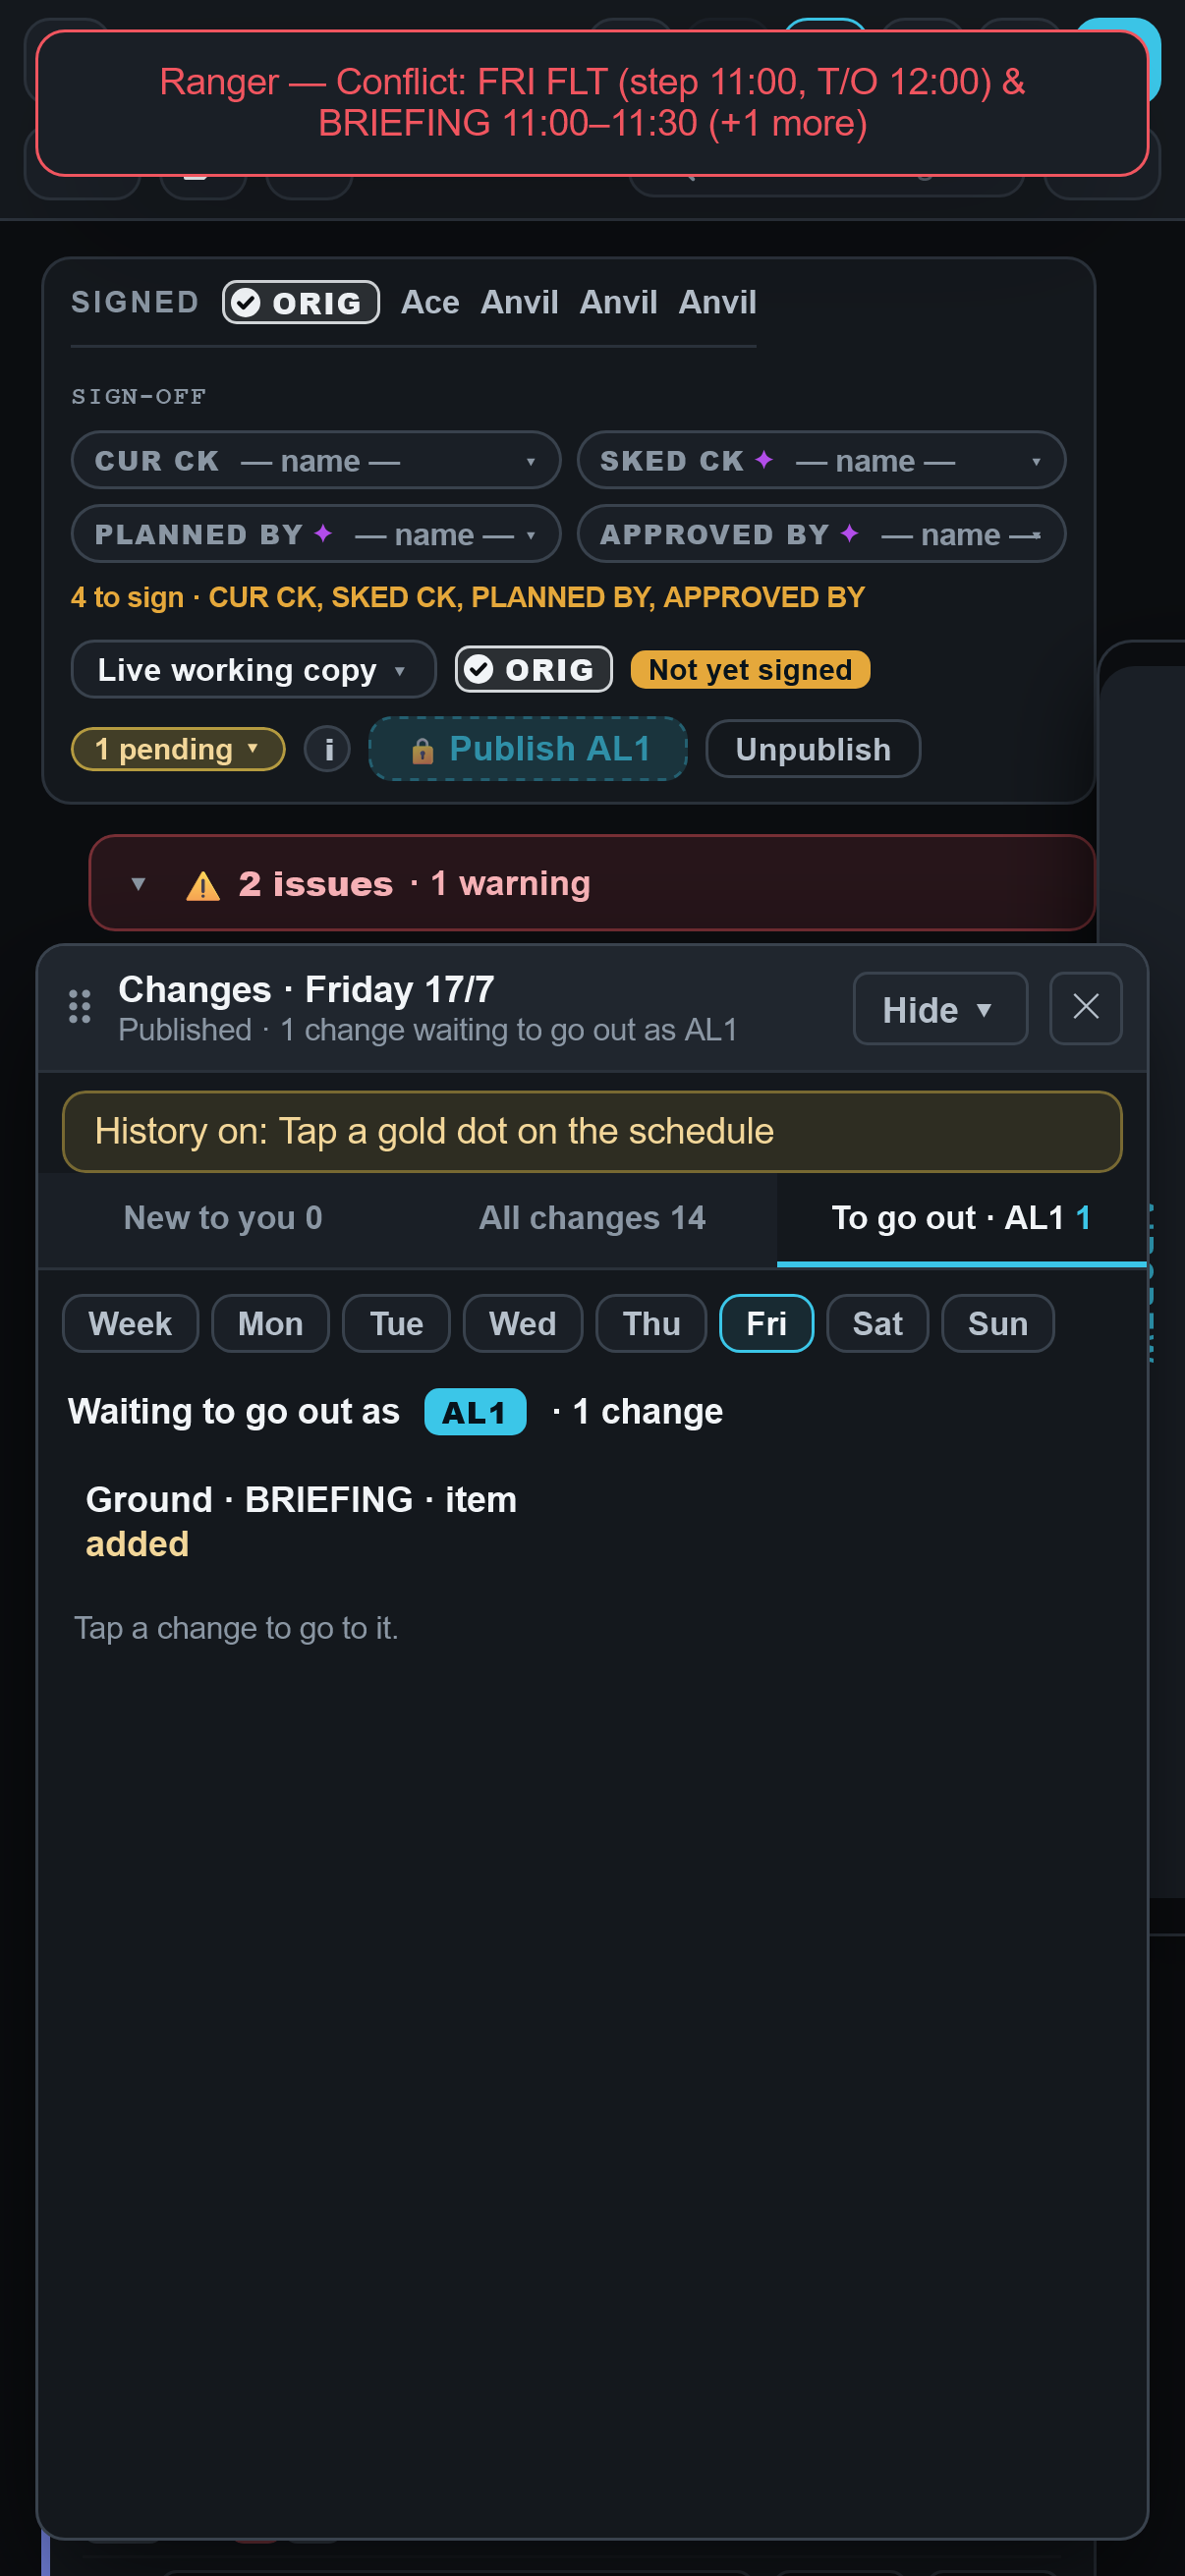 Ranger — Conflict: FRI FLT (step 11:00, T/O 12:00) &
BRIEFING 11:00–11:30 (+1 more)
SIGNED ORIG Ace Anvil Anvil Anvil
SIGN-OFF
CUR CK — name — ▾ SKED CK ✦ — name — ▾
PLANNED BY ✦ — name — ▾ APPROVED BY ✦ — name — ▾
4 to sign · CUR CK, SKED CK, PLANNED BY, APPROVED BY
Live working copy ▾ ORIG Not yet signed
1 pending ▾ i 🔒 Publish AL1 Unpublish
▾ ⚠️ 2 issues · 1 warning
Changes · Friday 17/7
Published · 1 change waiting to go out as AL1
Hide ▾
History on: Tap a gold dot on the schedule
New to you 0 All changes 14 To go out · AL1 1
Week Mon Tue Wed Thu Fri Sat Sun
Waiting to go out as AL1 · 1 change
Ground · BRIEFING · item
added
Tap a change to go to it.